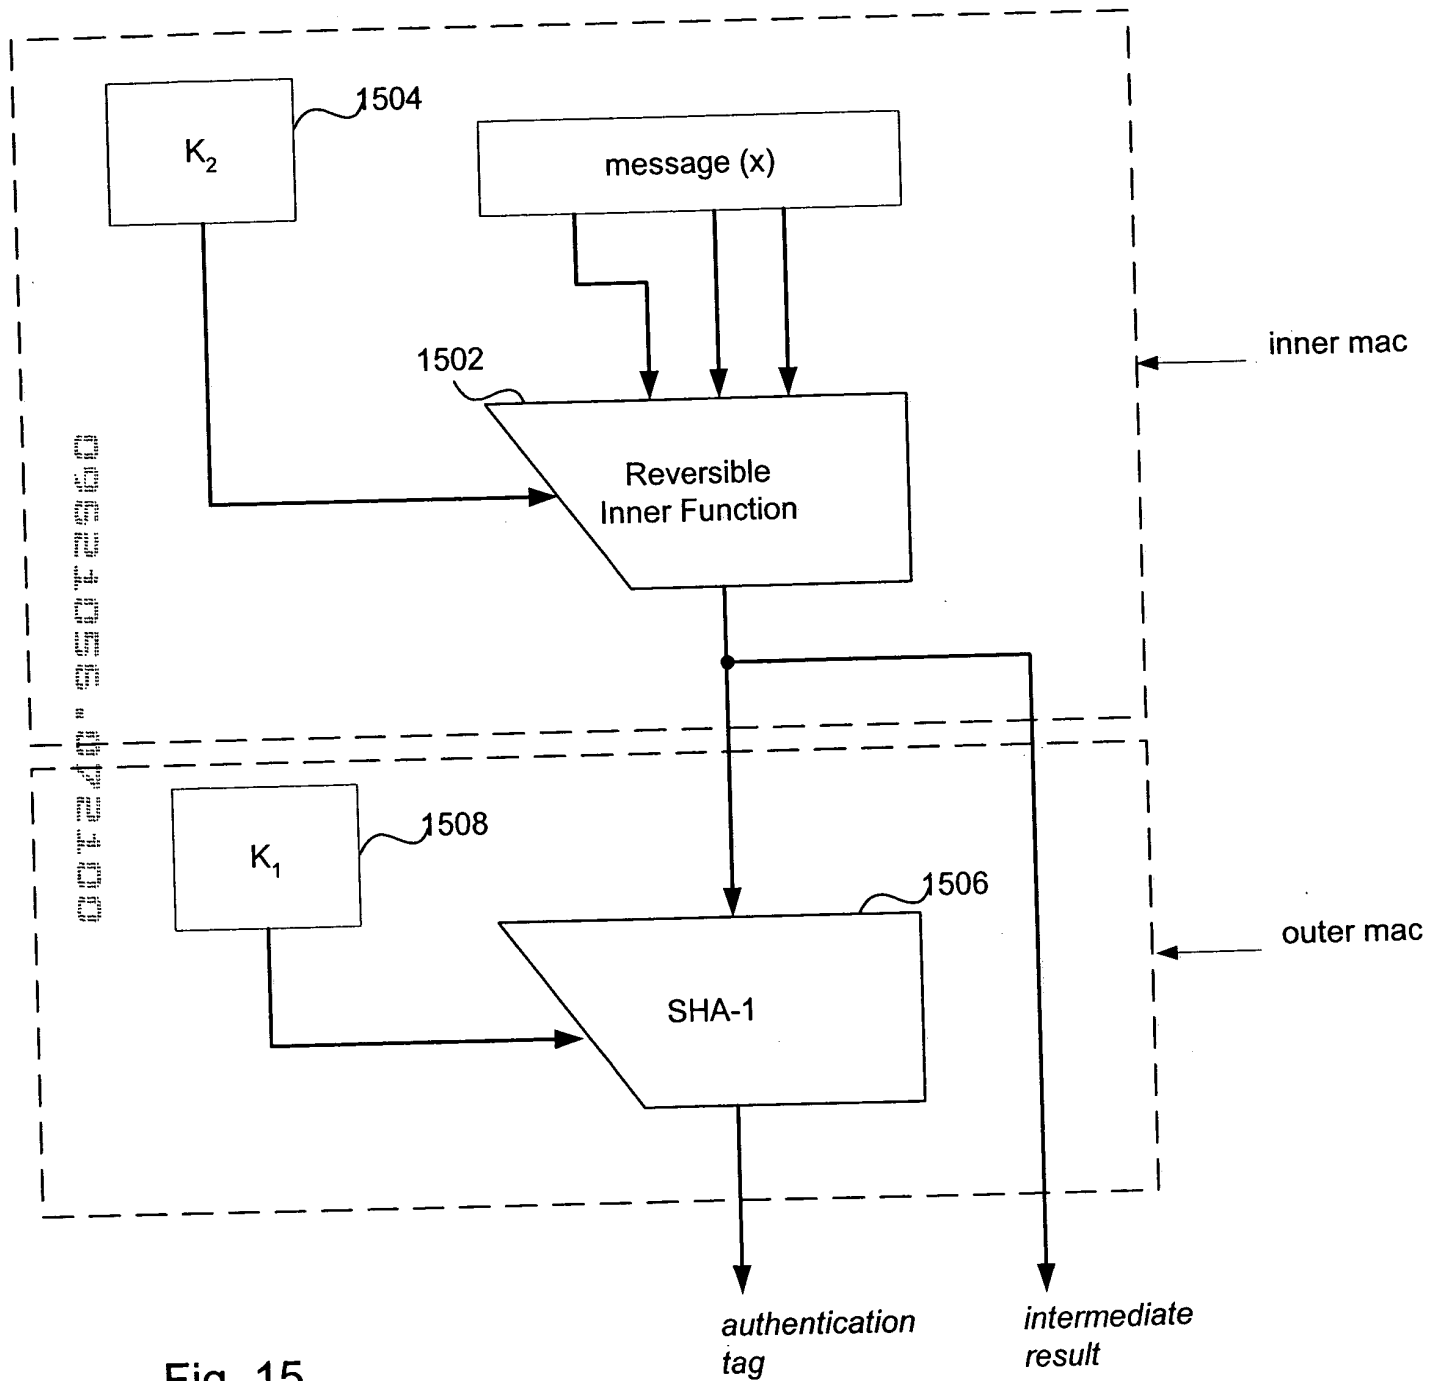 1504
K₂
message (x)
inner mac
1502
Reversible
Inner Function
1508
K₁
1506
outer mac
SHA-1
authentication
tag
intermediate
result
Fig. 15